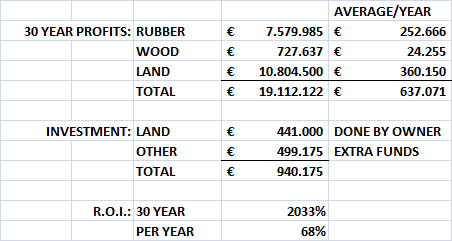 AVERAGE/YEAR
30 YEAR PROFITS: RUBBER € 7.579.985 € 252.666
WOOD € 727.637 € 24.255
LAND € 10.804.500 € 360.150
TOTAL € 19.112.122 € 637.071
INVESTMENT: LAND € 441.000 DONE BY OWNER
OTHER € 499.175 EXTRA FUNDS
TOTAL € 940.175
R.O.I.: 30 YEAR 2033%
PER YEAR 68%